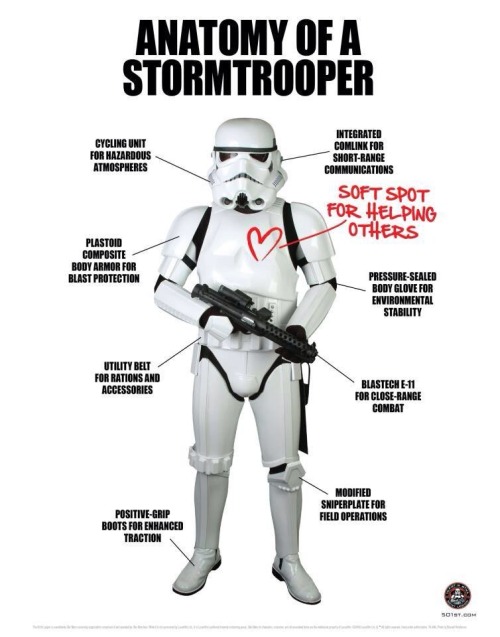 ANATOMY OF A
STORMTROOPER
CYCLING UNIT
FOR HAZARDOUS
ATMOSPHERES
INTEGRATED
COMLINK FOR
SHORT-RANGE
COMMUNICATIONS
SOFT SPOT
FOR HELPING
OTHERS
PLASTOID
COMPOSITE
BODY ARMOR FOR
BLAST PROTECTION
PRESSURE-SEALED
BODY GLOVE FOR
ENVIRONMENTAL
STABILITY
UTILITY BELT
FOR RATIONS AND
ACCESSORIES
BLASTECH E-11
FOR CLOSE-RANGE
COMBAT
MODIFIED
SNIPERPLATE FOR
FIELD OPERATIONS
POSITIVE-GRIP
BOOTS FOR ENHANCED
TRACTION
501ST.COM